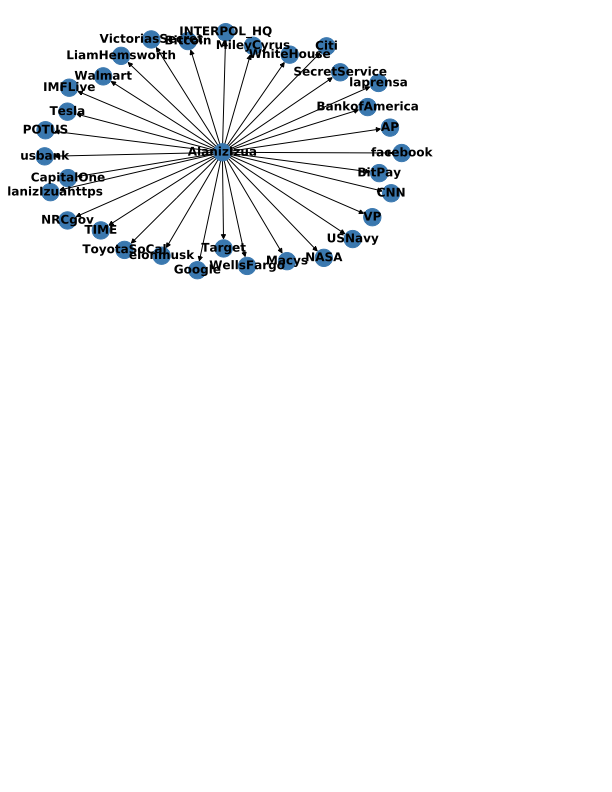 INTERPOL_HQ
VictoriasSecret
Bitcoin
MileyCyrus
Citi
LiamHemsworth
WhiteHouse
Walmart
SecretService
IMFLive
laprensa
Tesla
BankofAmerica
POTUS
AP
usbank
AlanizIzua
facebook
CapitalOne
BitPay
lanizIzuahttps
CNN
NRCgov
VP
TIME
USNavy
ToyotaSoCal
elonmusk
Target
Google
WellsFargo
Macys
NASA